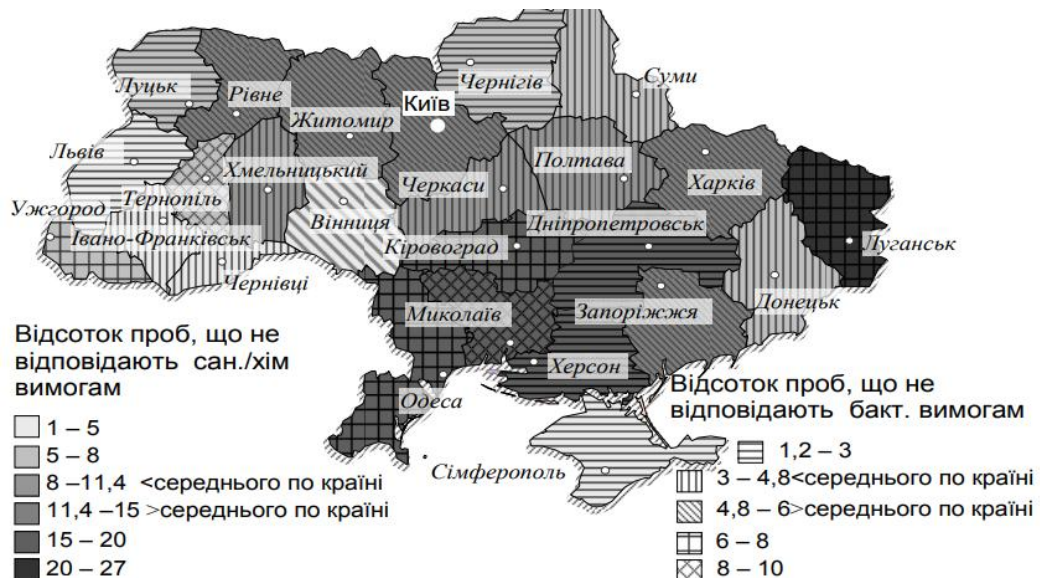 Чернігів
Суми
Луцьк
Рівне
Київ
Житомир
Львів
Полтава
Хмельницький
Харків
Черкаси
Тернопіль
Ужгород
Вінниця
Дніпропетровськ
Івано-Франківськ
Кіровоград
Луганськ
Чернівці
Миколаїв
Запоріжжя
Донецьк
Херсон
Одеса
Сімферополь
Відсоток проб, що не
відповідають сан./хім
вимогам
1 – 5
5 – 8
8 –11,4 <середнього по країні
11,4 –15 >середнього по країні
15 – 20
20 – 27
Відсоток проб, що не
відповідають бакт. вимогам
1,2 – 3
3 – 4,8<середнього по країні
4,8 – 6>середнього по країні
6 – 8
8 – 10